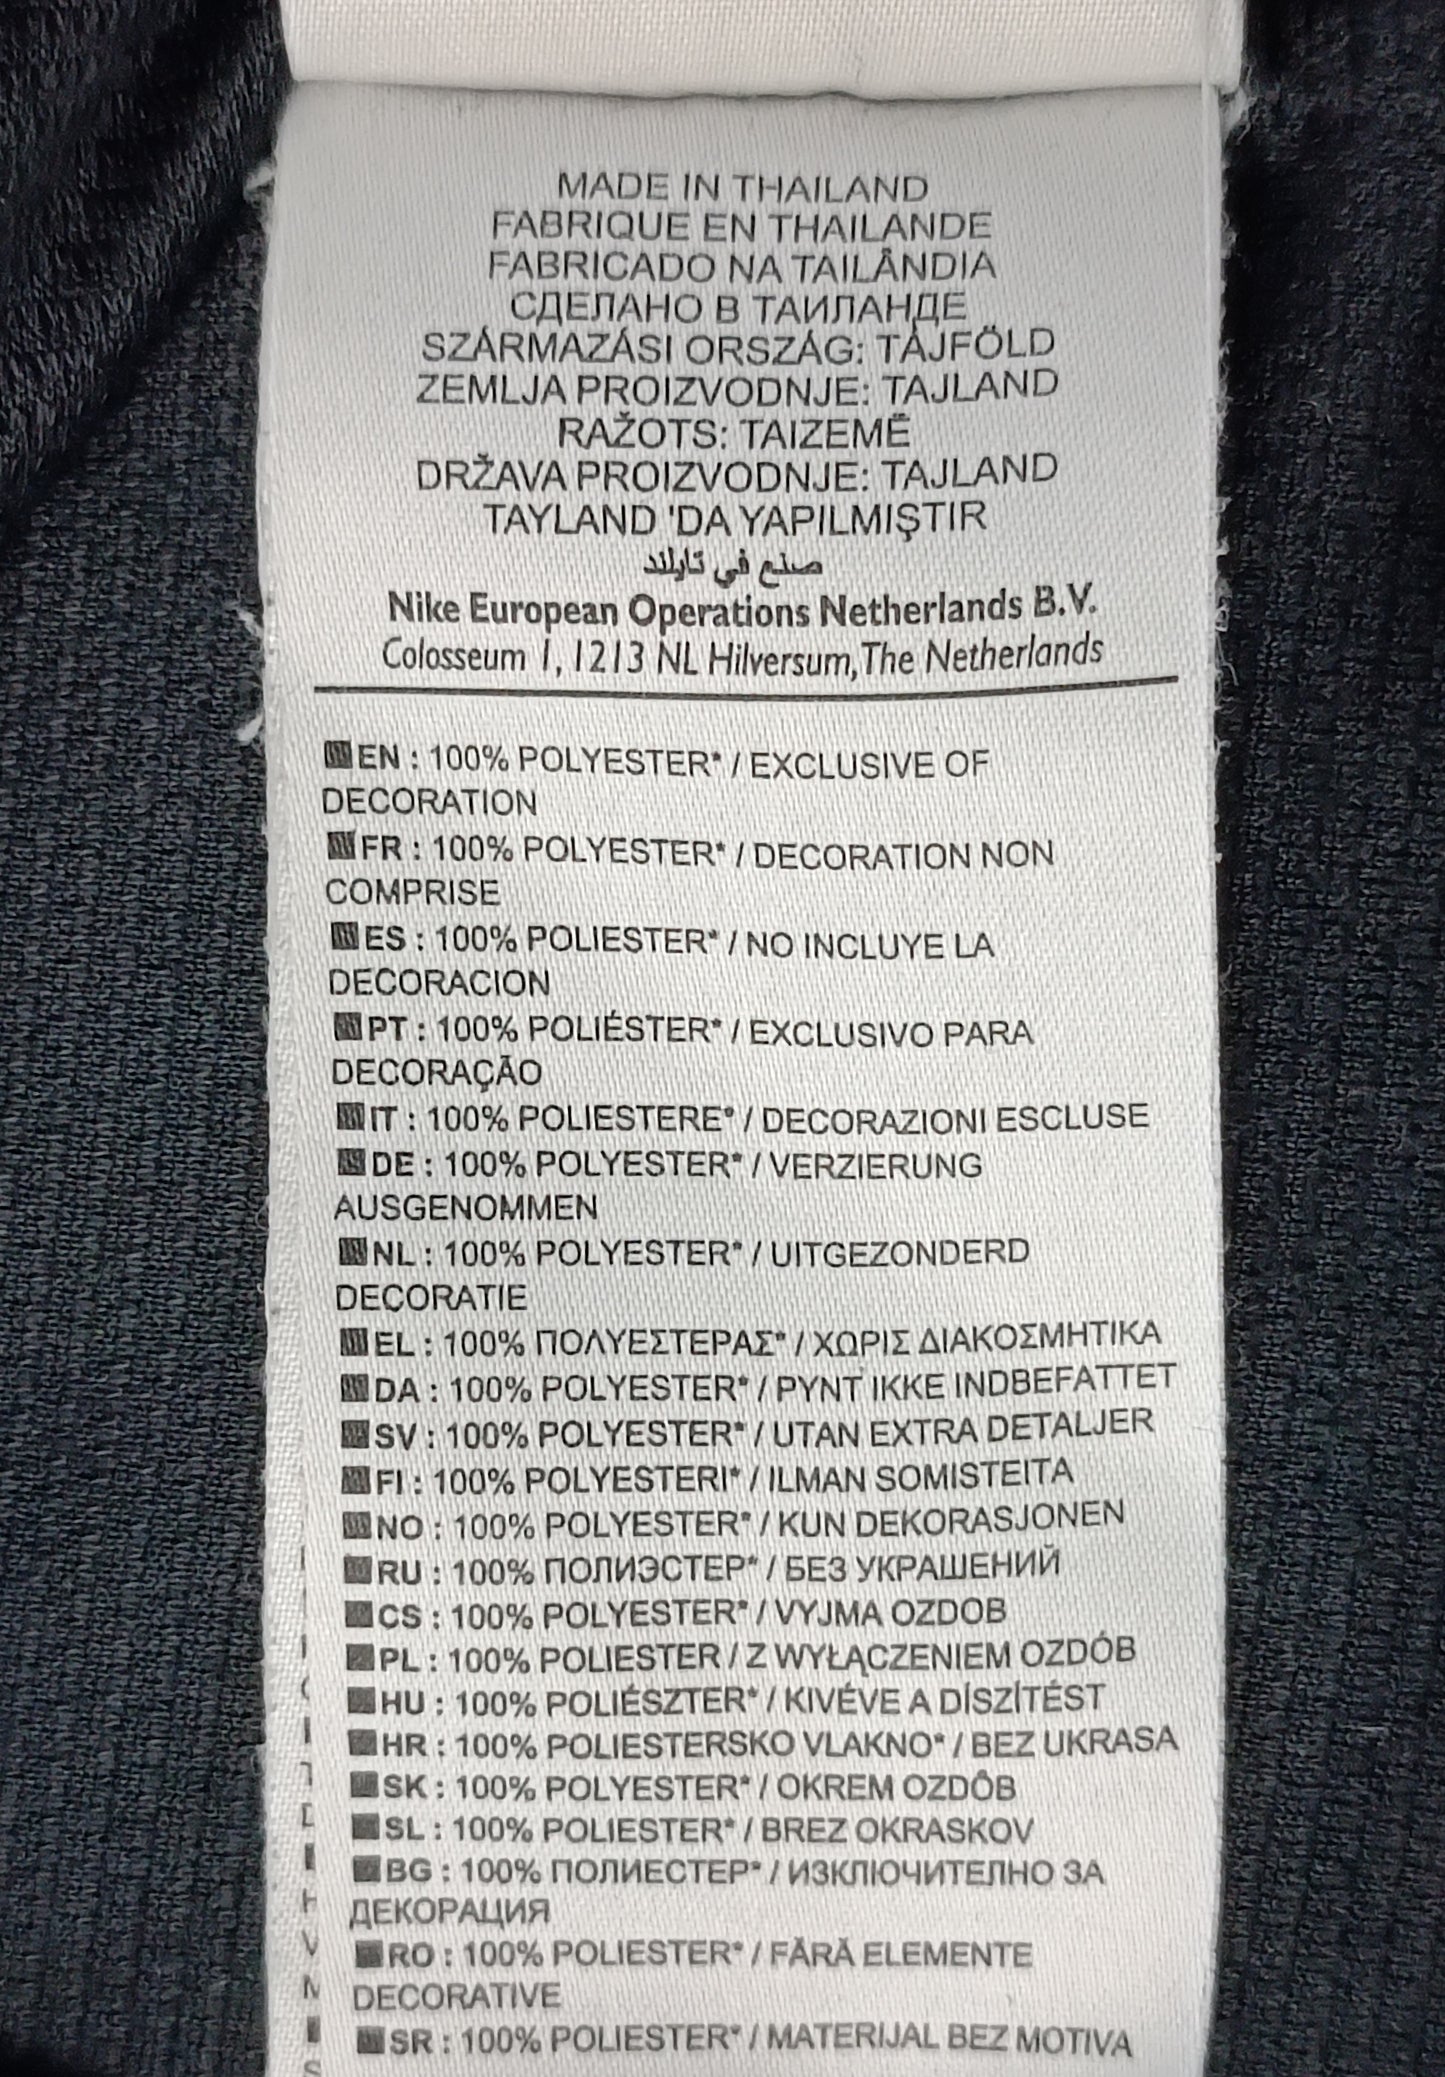 MADE IN THAILAND
FABRIQUE EN THAILANDE
FABRICADO NA TAILÂNDIA
СДЕЛАНО В ТАИЛАНДЕ
SZÁRMAZÁSI ORSZÁG: TÁJFÖLD
ZEMLJA PROIZVODNJE: TAJLAND
RAŽOTS: TAIZEMĒ
DRŽAVA PROIZVODNJE: TAJLAND
TAYLAND 'DA YAPILMIŞTIR
صنع في تايلاند
Nike European Operations Netherlands B.V.
Colosseum 1, 1213 NL Hilversum, The Netherlands
EN : 100% POLYESTER* / EXCLUSIVE OF
DECORATION
FR : 100% POLYESTER* / DECORATION NON
COMPRISE
ES : 100% POLIESTER* / NO INCLUYE LA
DECORACION
PT : 100% POLIÉSTER* / EXCLUSIVO PARA
DECORAÇÃO
IT : 100% POLIESTERE* / DECORAZIONI ESCLUSE
DE : 100% POLYESTER* / VERZIERUNG
AUSGENOMMEN
NL : 100% POLYESTER* / UITGEZONDERD
DECORATIE
EL : 100% ΠΟΛΥΕΣΤΕΡΑΣ* / ΧΩΡΙΣ ΔΙΑΚΟΣΜΗΤΙΚΑ
DA : 100% POLYESTER* / PYNT IKKE INDBEFATTET
SV : 100% POLYESTER* / UTAN EXTRA DETALJER
FI : 100% POLYESTERI* / ILMAN SOMISTEITA
NO : 100% POLYESTER* / KUN DEKORASJONEN
RU : 100% ПОЛИЭСТЕР* / БЕЗ УКРАШЕНИЙ
CS : 100% POLYESTER* / VYJMA OZDOB
PL : 100% POLIESTER / Z WYŁĄCZENIEM OZDÓB
HU : 100% POLIÉSZTER* / KIVÉVE A DÍSZÍTÉST
HR : 100% POLIESTERSKO VLAKNO* / BEZ UKRASA
SK : 100% POLYESTER* / OKREM OZDÔB
SL : 100% POLIESTER* / BREZ OKRASKOV
BG : 100% ПОЛИЕСТЕР* / ИЗКЛЮЧИТЕЛНО ЗА
ДЕКОРАЦИЯ
RO : 100% POLIESTER* / FĂRĂ ELEMENTE
DECORATIVE
SR : 100% POLIESTER* / MATERIJAL BEZ MOTIVA